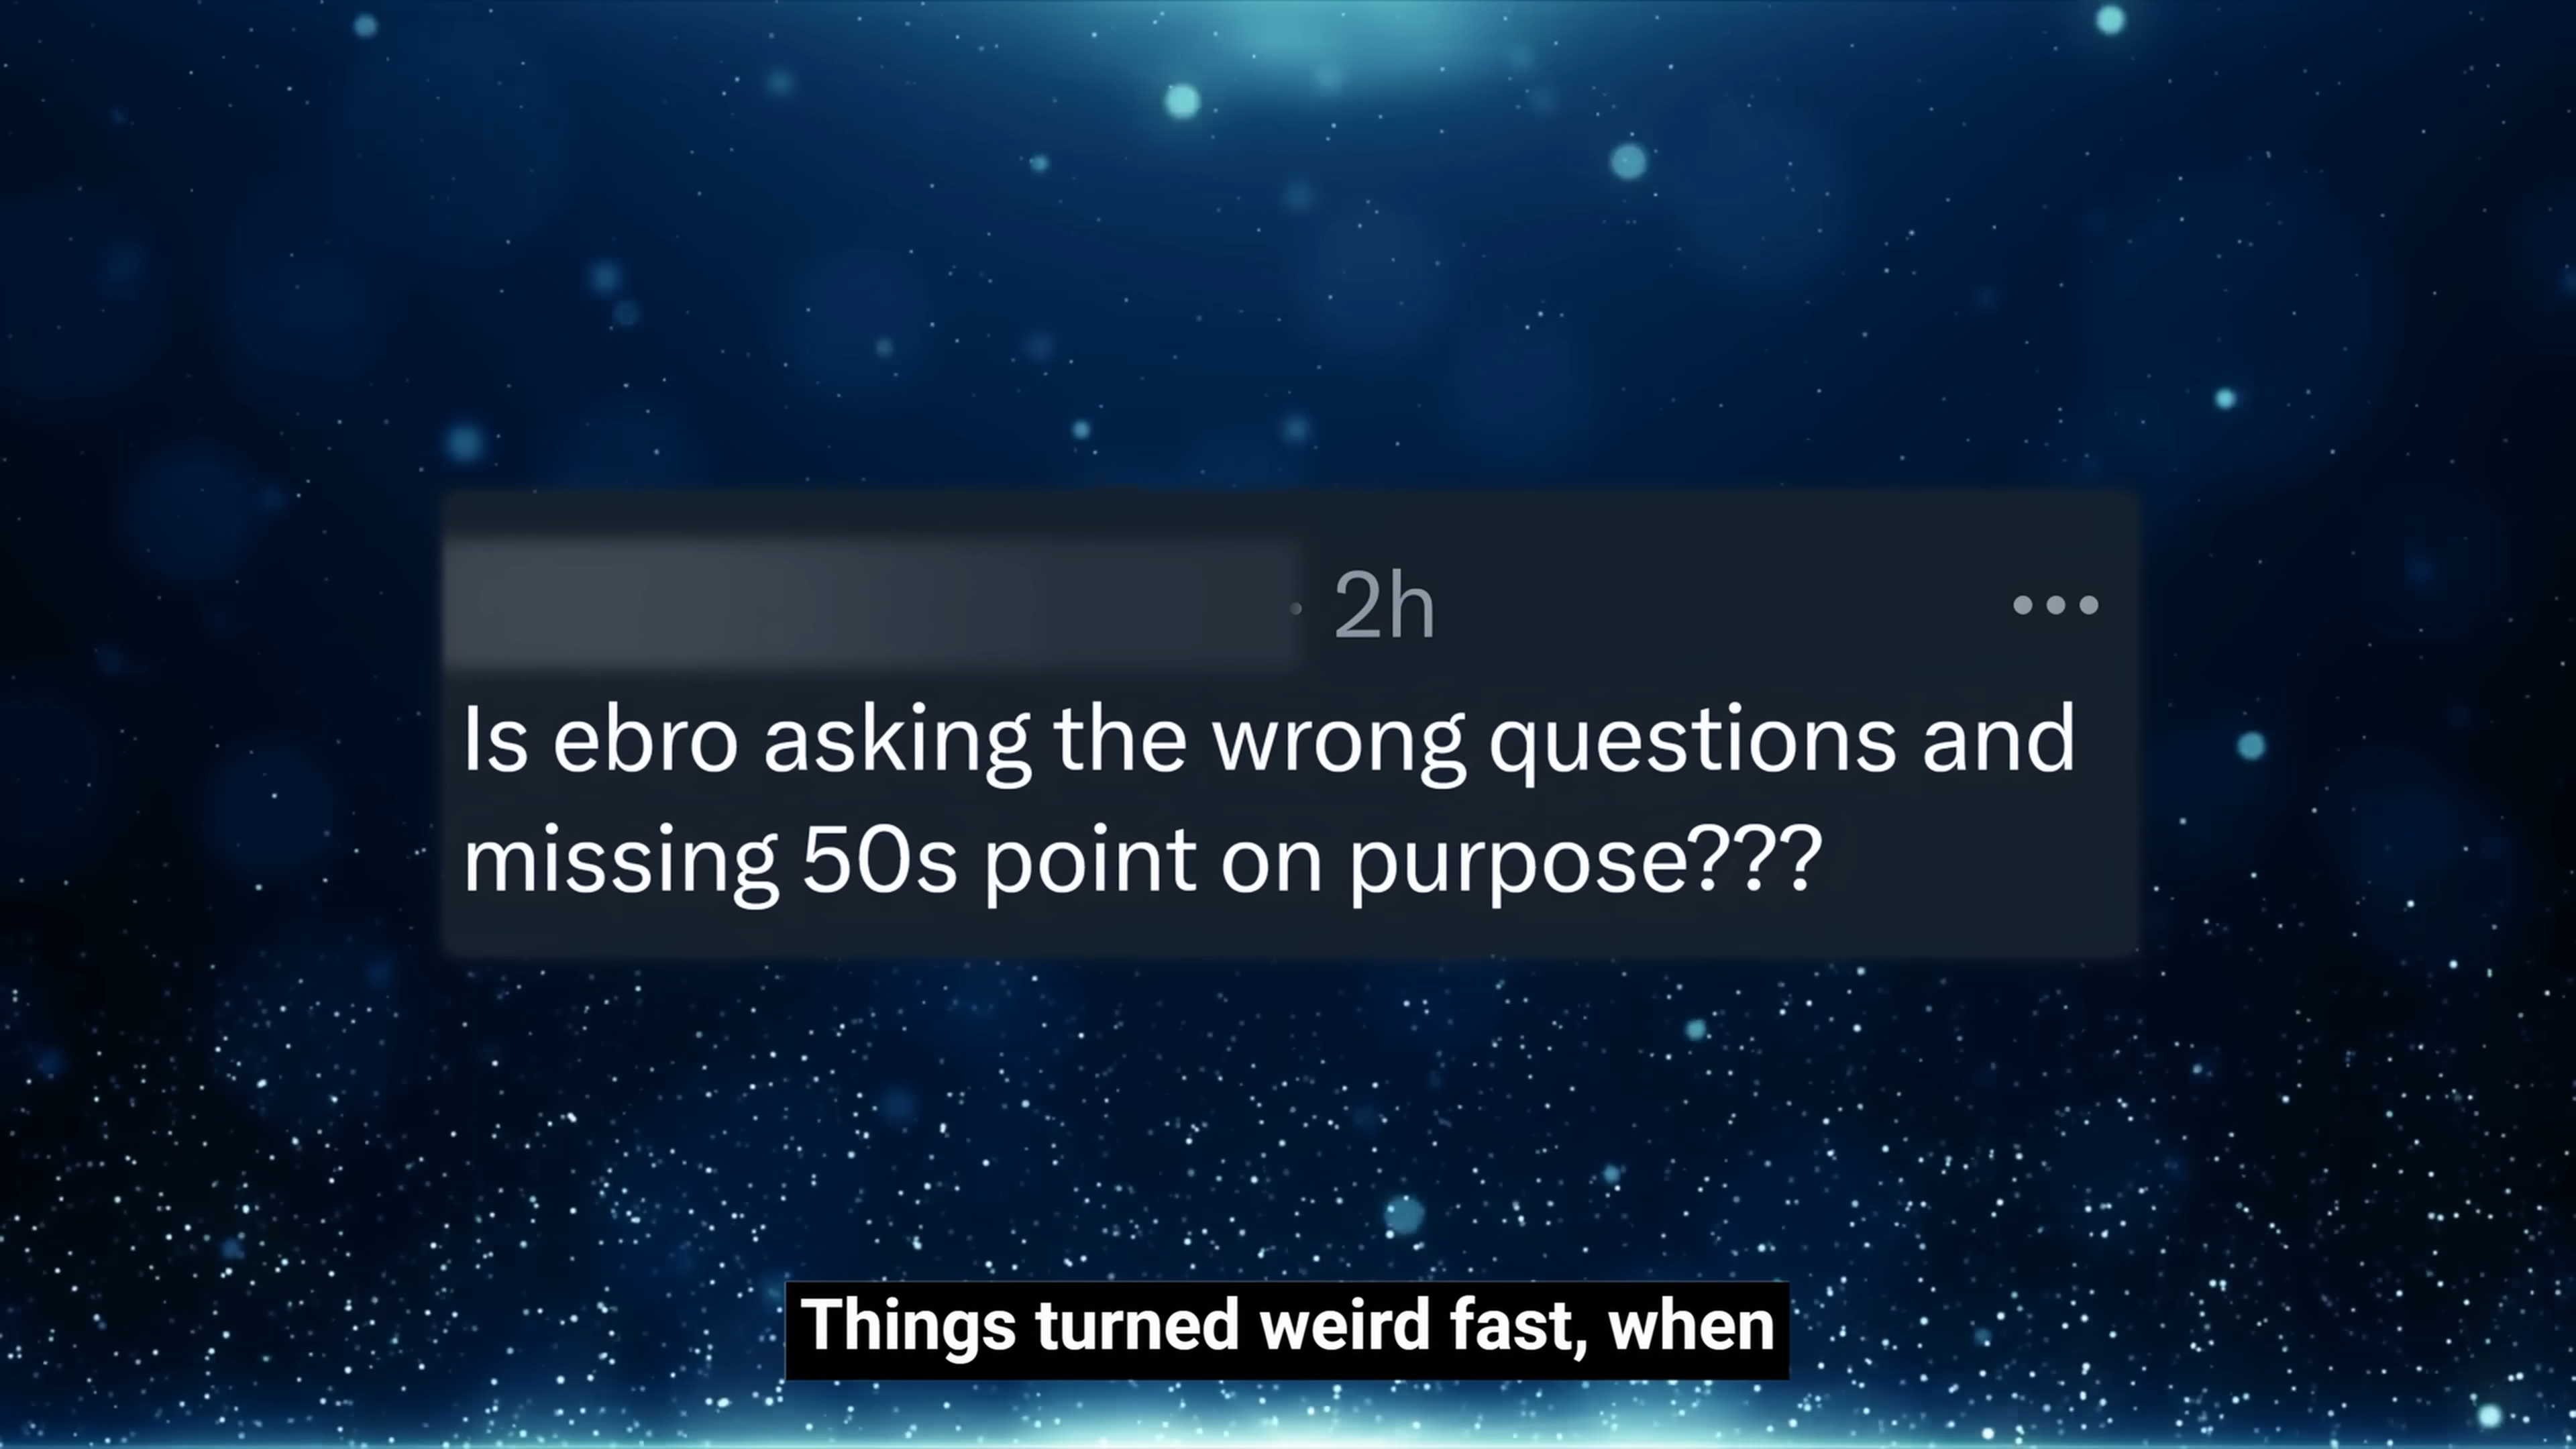 · 2h
Is ebro asking the wrong questions and
missing 50s point on purpose???
Things turned weird fast, when